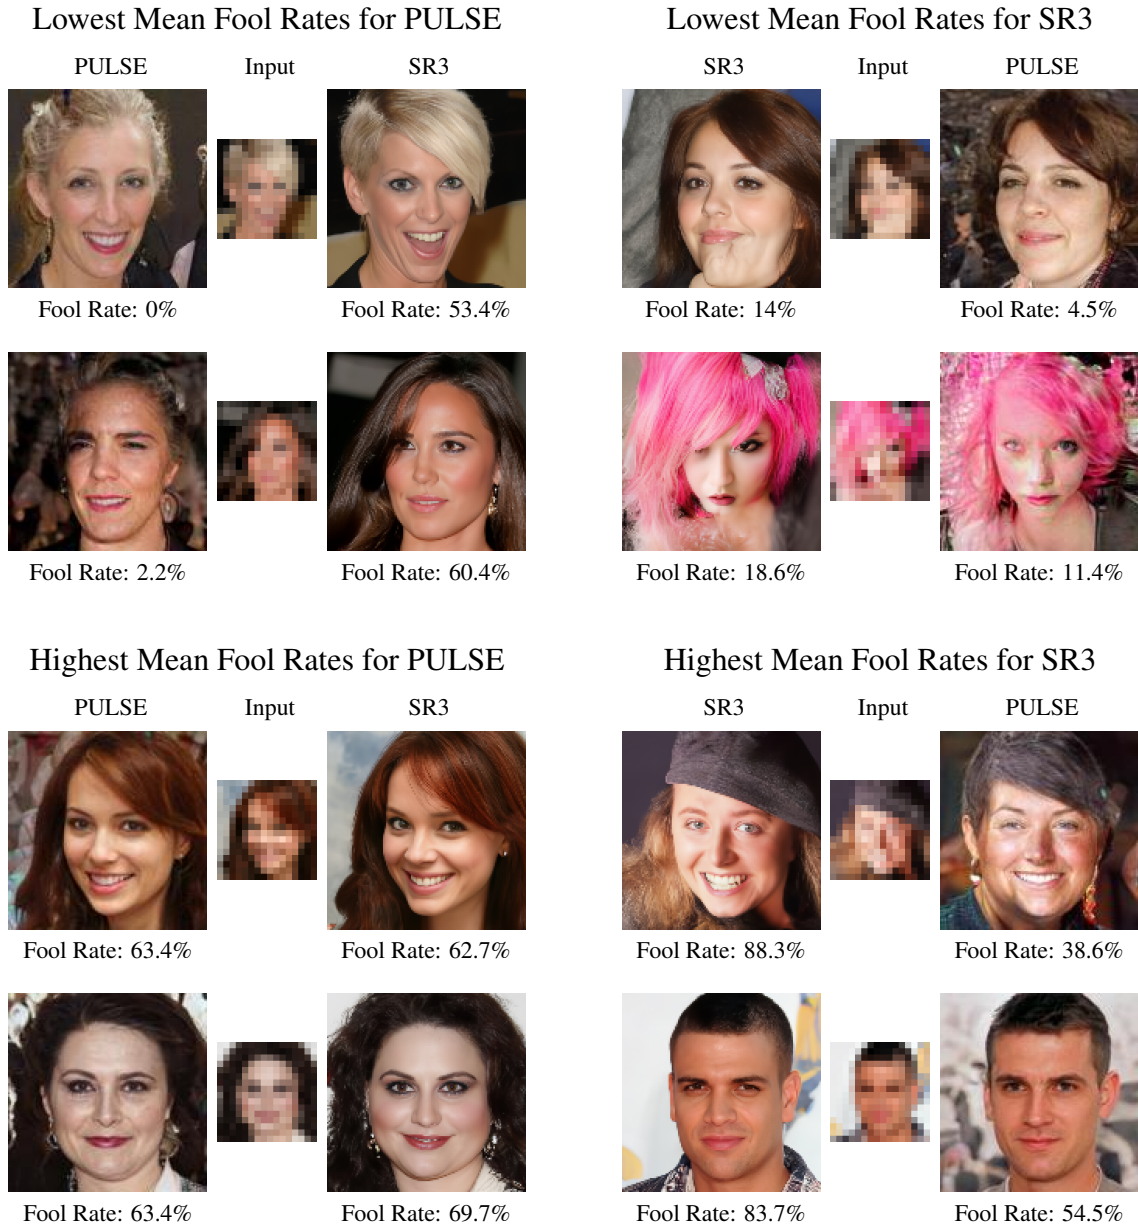 Lowest Mean Fool Rates for PULSE
PULSE Input SR3
Fool Rate: 0% Fool Rate: 53.4%
Fool Rate: 2.2% Fool Rate: 60.4%
Lowest Mean Fool Rates for SR3
SR3 Input PULSE
Fool Rate: 14% Fool Rate: 4.5%
Fool Rate: 18.6% Fool Rate: 11.4%
Highest Mean Fool Rates for PULSE
PULSE Input SR3
Fool Rate: 63.4% Fool Rate: 62.7%
Fool Rate: 63.4% Fool Rate: 69.7%
Highest Mean Fool Rates for SR3
SR3 Input PULSE
Fool Rate: 88.3% Fool Rate: 38.6%
Fool Rate: 83.7% Fool Rate: 54.5%